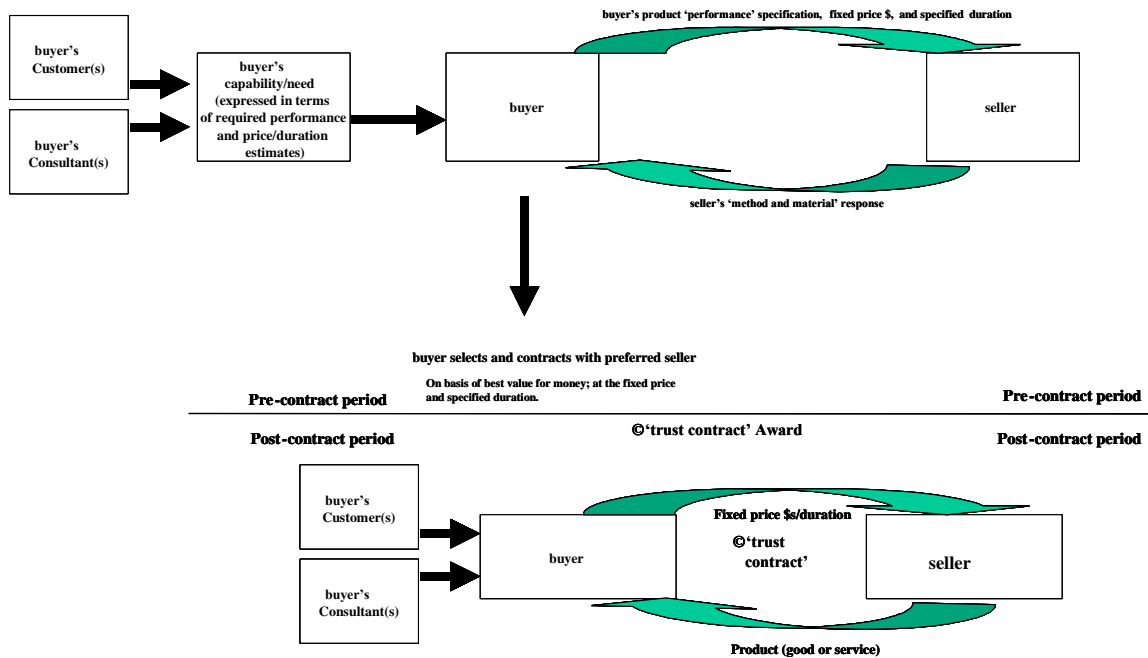 buyer's product 'performance' specification, fixed price $, and specified duration
buyer's
Customer(s)
buyer's
Consultant(s)
buyer's
capability/need
(expressed in terms
of required performance
and price/duration
estimates)
buyer
seller
seller's 'method and material' response
buyer selects and contracts with preferred seller
On basis of best value for money; at the fixed price
and specified duration.
Pre-contract period
Pre-contract period
©'trust contract' Award
Post-contract period
Post-contract period
buyer's
Customer(s)
buyer's
Consultant(s)
buyer
Fixed price $s/duration
©'trust
contract'
seller
Product (good or service)